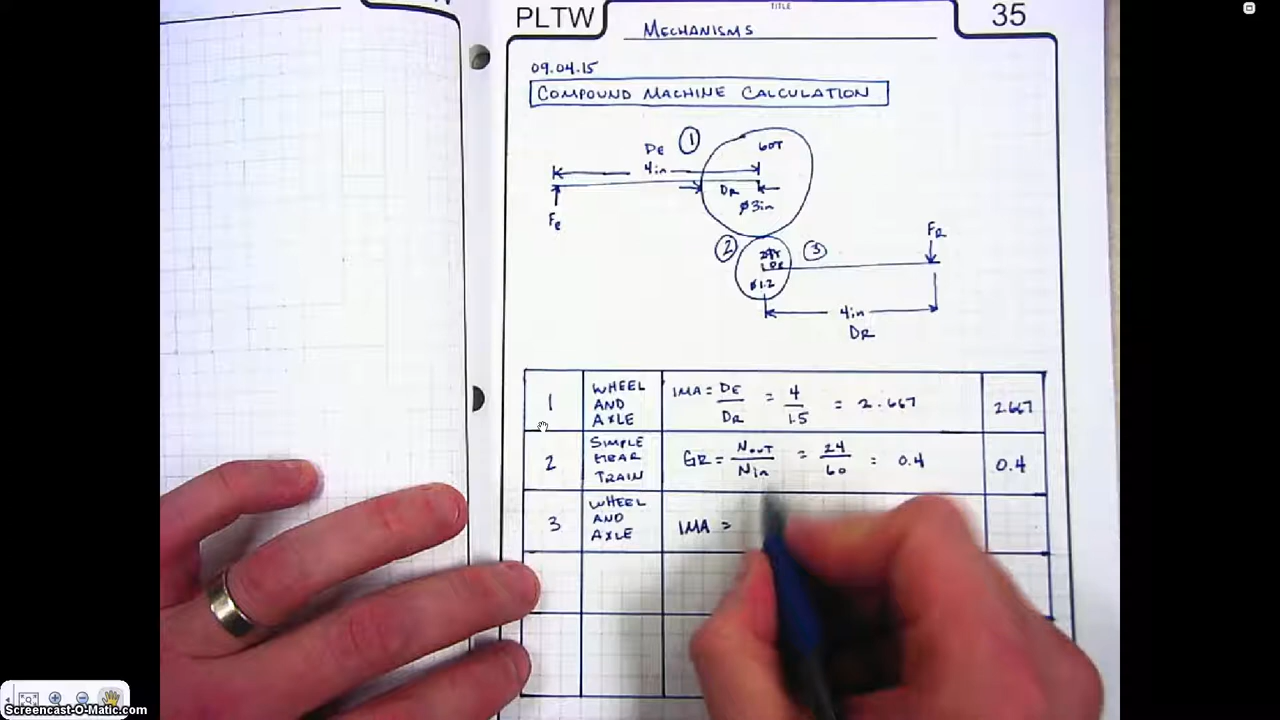 PLTW
TITLE
35
MECHANISMS
09.04.15
COMPOUND MACHINE CALCULATION
DE
1
60T
4in
DR
ø3in
Fe
2
24T
DE
ø1.2
3
FR
4in
DR
1 WHEEL AND AXLE IMA = DE/DR = 4/1.5 = 2.667 2.667
2 SIMPLE GEAR TRAIN GR = NOUT/NIn = 24/60 = 0.4 0.4
3 WHEEL AND AXLE IMA =
Screencast-O-Matic.com